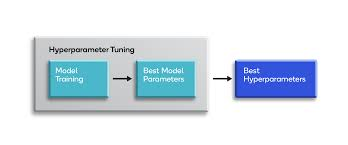 Hyperparameter Tuning
Model
Training
Best Model
Parameters
Best
Hyperparameters